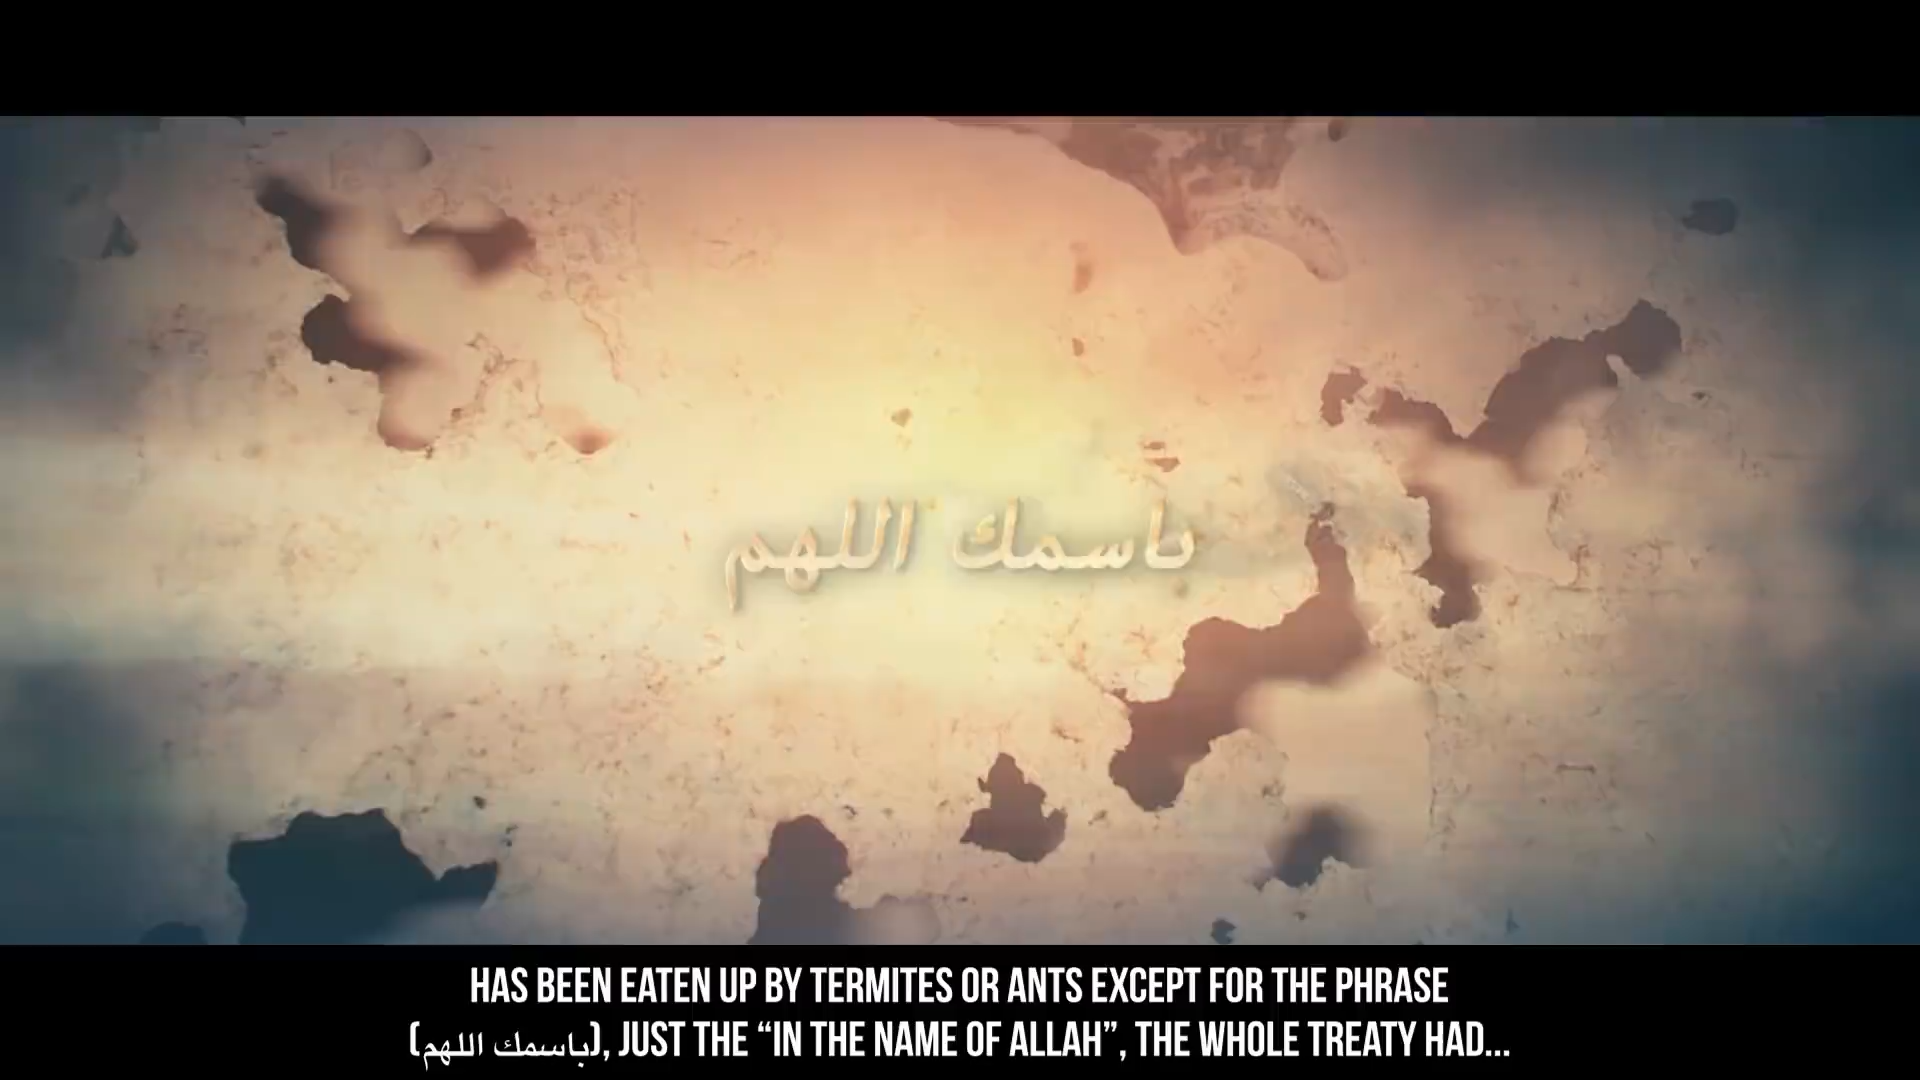 باسمك اللهم
HAS BEEN EATEN UP BY TERMITES OR ANTS EXCEPT FOR THE PHRASE
(باسمك اللهم), JUST THE “IN THE NAME OF ALLAH”, THE WHOLE TREATY HAD...